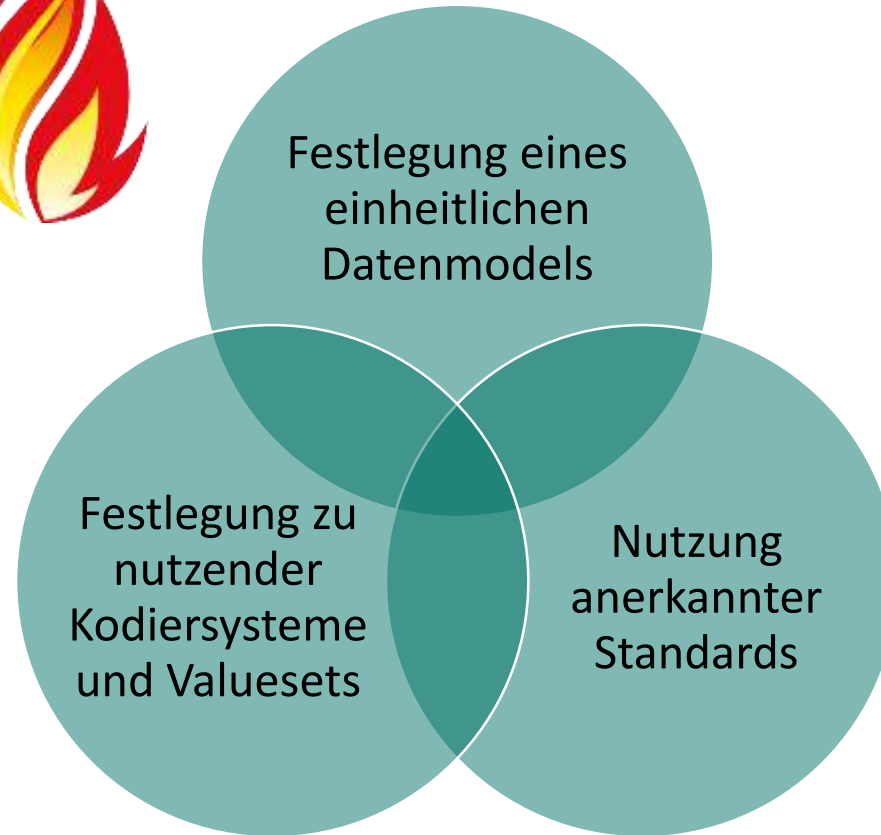 Festlegung eines
einheitlichen
Datenmodels
Festlegung zu
nutzender
Kodiersysteme
und Valuesets
Nutzung
anerkannter
Standards